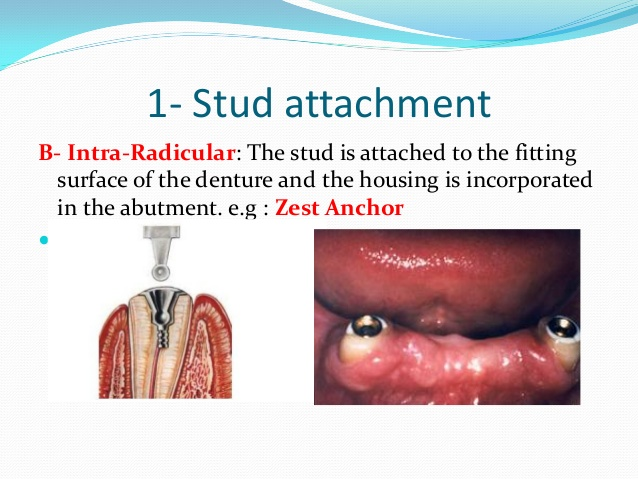 1- Stud attachment
B- Intra-Radicular: The stud is attached to the fitting
surface of the denture and the housing is incorporated
in the abutment. e.g : Zest Anchor